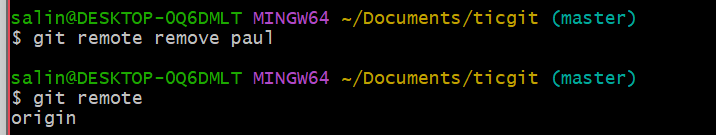 salin@DESKTOP-OQ6DMLT MINGW64 ~/Documents/ticgit (master)
$ git remote remove paul
salin@DESKTOP-OQ6DMLT MINGW64 ~/Documents/ticgit (master)
$ git remote
origin